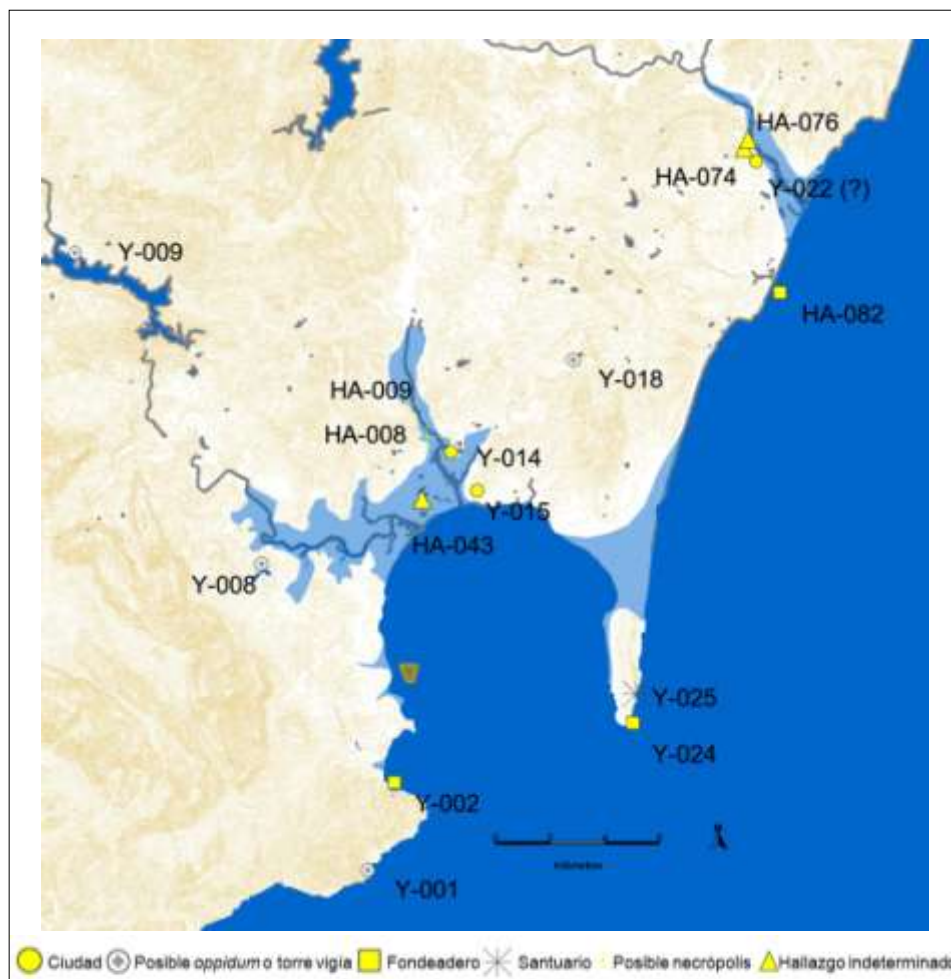 HA-076
HA-074
Y-022 (?)
Y-009
HA-082
Y-018
HA-009
HA-008
Y-014
Y-015
HA-043
Y-008
Y-025
Y-024
Y-002
Y-001
Ciudad Posible oppidum o torre vigía Fondeadero Santuario Posible necrópolis Hallazgo indeterminado